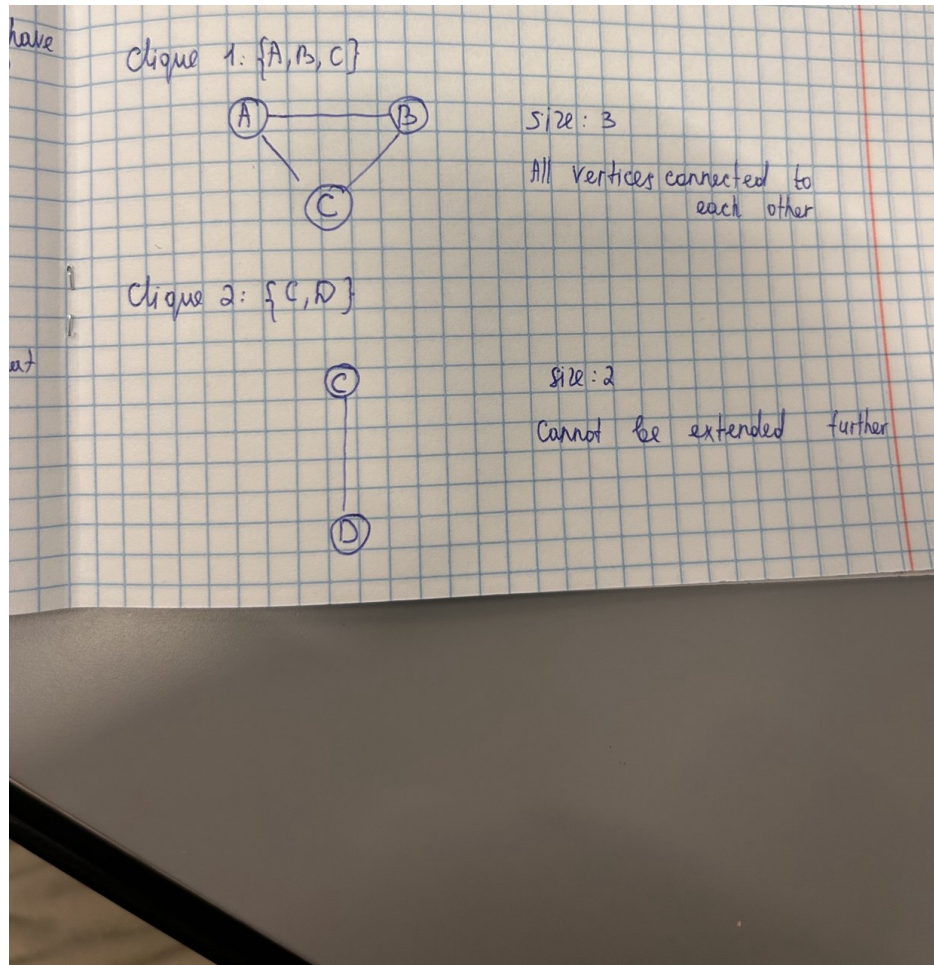 have
Clique 1: {A, B, C}
A B
C
Size: 3
All vertices connected to
each other
Clique 2: {C, D}
C
D
Size: 2
Cannot be extended further